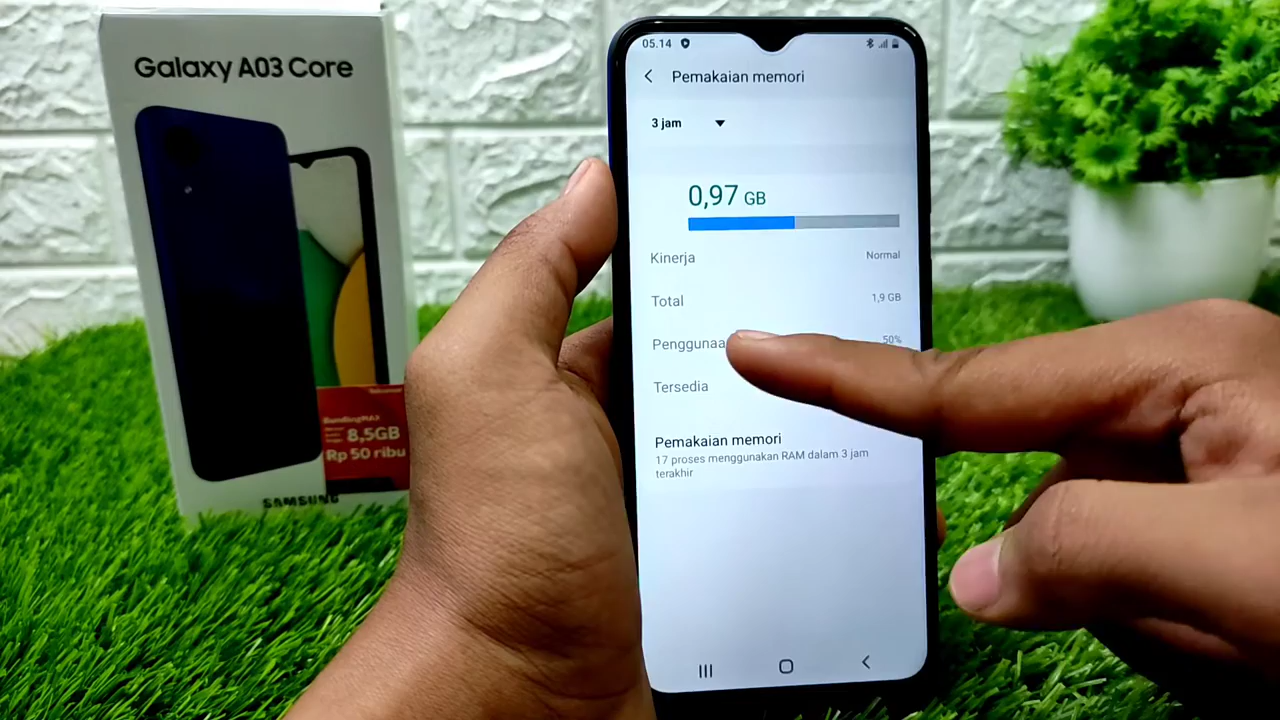 Galaxy A03 Core
8,5GB
Rp 50 ribu
SAMSUNG
05.14
Pemakaian memori
3 jam
0,97 GB
Kinerja Normal
Total 1,9 GB
Penggunaa 50%
Tersedia
Pemakaian memori
17 proses menggunakan RAM dalam 3 jam
terakhir